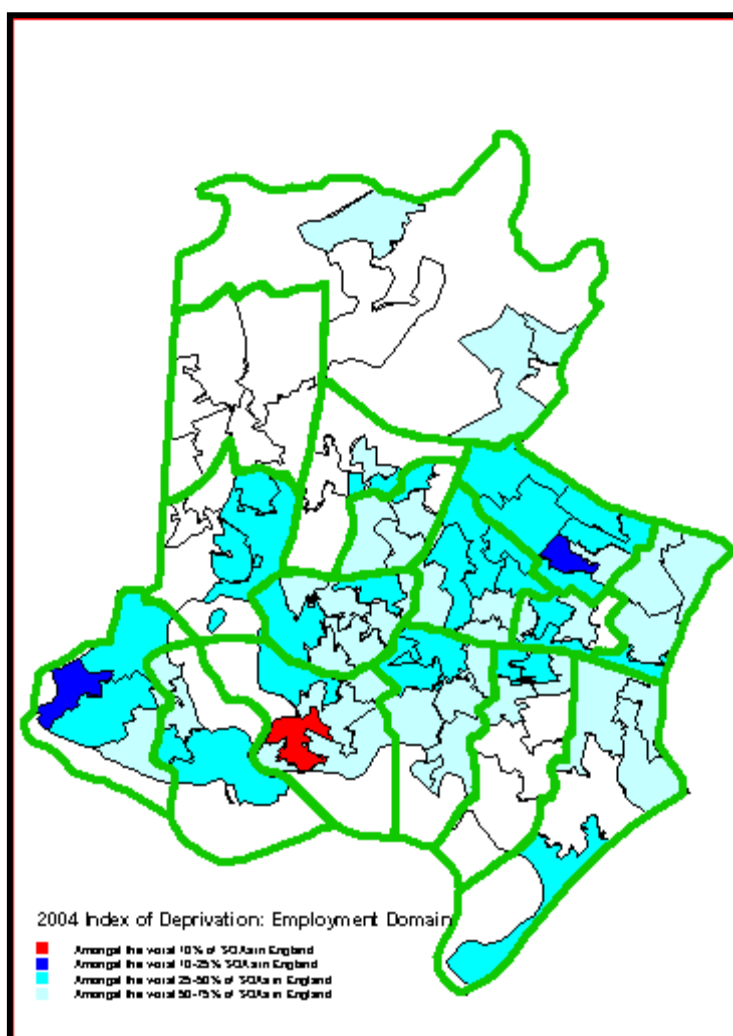 2004 Index of Deprivation: Employment Domain
Amongst the worst 10% of SOAs in England
Amongst the worst 10-25% SOAs in England
Amongst the worst 25-50% of SOAs in England
Amongst the worst 50-75% of SOAs in England